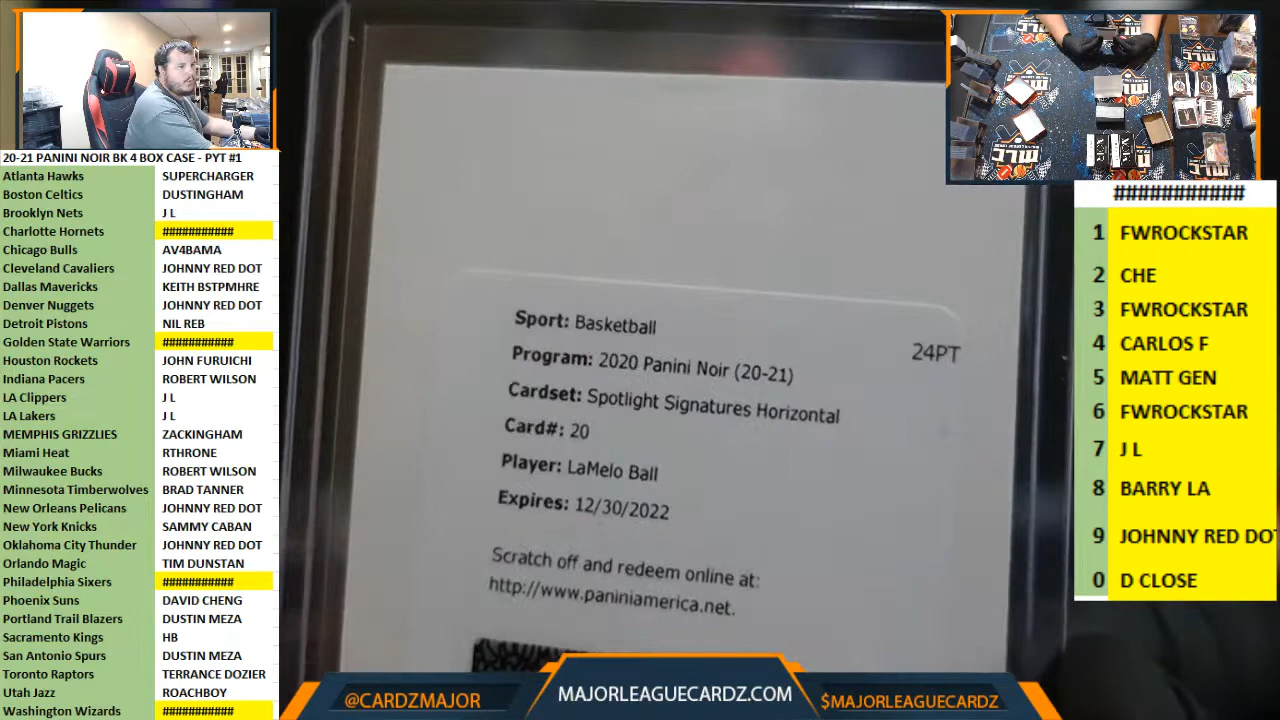 20-21 PANINI NOIR BK 4 BOX CASE - PYT #1
Atlanta Hawks SUPERCHARGER
Boston Celtics DUSTINGHAM
Brooklyn Nets J L
Charlotte Hornets ###########
Chicago Bulls AV4BAMA
Cleveland Cavaliers JOHNNY RED DOT
Dallas Mavericks KEITH BSTPMHRE
Denver Nuggets JOHNNY RED DOT
Detroit Pistons NIL REB
Golden State Warriors ###########
Houston Rockets JOHN FURUICHI
Indiana Pacers ROBERT WILSON
LA Clippers J L
LA Lakers J L
MEMPHIS GRIZZLIES ZACKINGHAM
Miami Heat RTHRONE
Milwaukee Bucks ROBERT WILSON
Minnesota Timberwolves BRAD TANNER
New Orleans Pelicans JOHNNY RED DOT
New York Knicks SAMMY CABAN
Oklahoma City Thunder JOHNNY RED DOT
Orlando Magic TIM DUNSTAN
Philadelphia Sixers ###########
Phoenix Suns DAVID CHENG
Portland Trail Blazers DUSTIN MEZA
Sacramento Kings HB
San Antonio Spurs DUSTIN MEZA
Toronto Raptors TERRANCE DOZIER
Utah Jazz ROACHBOY
Washington Wizards ###########
Sport: Basketball
24PT
Program: 2020 Panini Noir (20-21)
Cardset: Spotlight Signatures Horizontal
Card#: 20
Player: LaMelo Ball
Expires: 12/30/2022
Scratch off and redeem online at:
http://www.paniniamerica.net.
###########
1 FWROCKSTAR
2 CHE
3 FWROCKSTAR
4 CARLOS F
5 MATT GEN
6 FWROCKSTAR
7 J L
8 BARRY LA
9 JOHNNY RED DOT
0 D CLOSE
@CARDZMAJOR
MAJORLEAGUECARDZ.COM
$MAJORLEAGUECARDZ
MLC
MLC